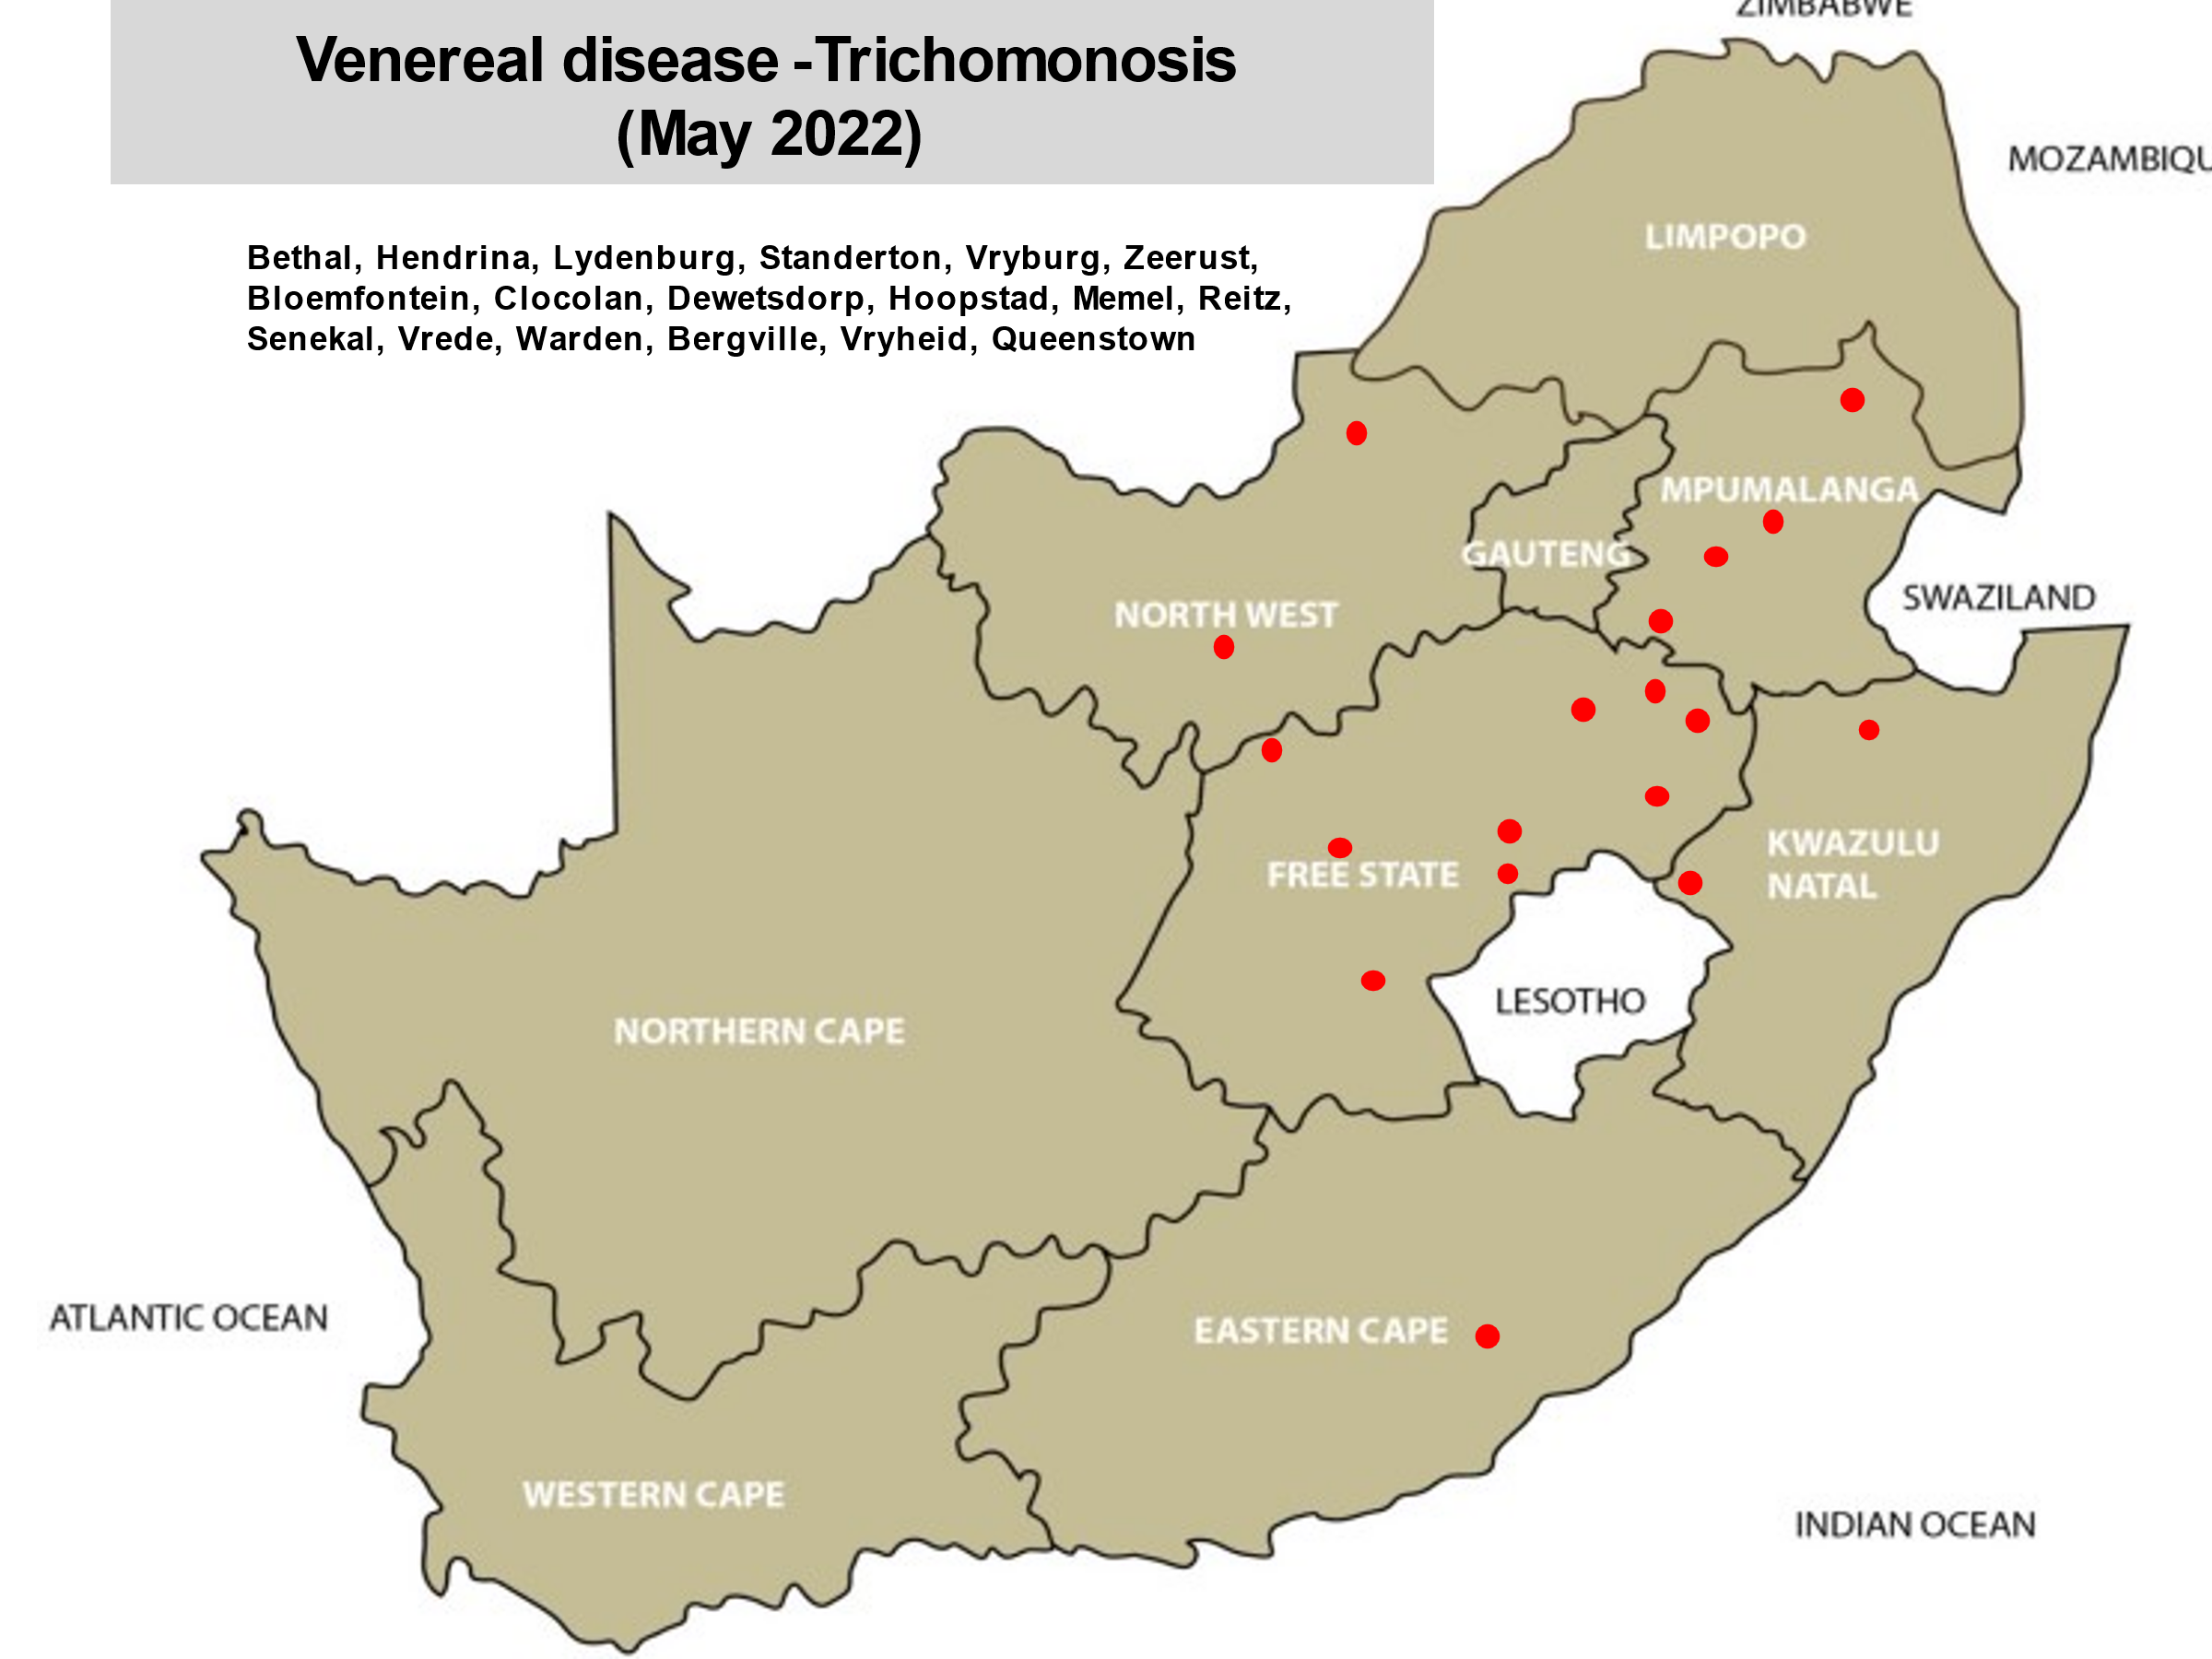 ZIMBABWE
Venereal disease -Trichomonosis
(May 2022)
MOZAMBIQU
Bethal, Hendrina, Lydenburg, Standerton, Vryburg, Zeerust,
Bloemfontein, Clocolan, Dewetsdorp, Hoopstad, Memel, Reitz,
Senekal, Vrede, Warden, Bergville, Vryheid, Queenstown
LIMPOPO
MPUMALANGA
GAUTENG
SWAZILAND
NORTH WEST
KWAZULU
NATAL
FREE STATE
LESOTHO
NORTHERN CAPE
ATLANTIC OCEAN
EASTERN CAPE
WESTERN CAPE
INDIAN OCEAN